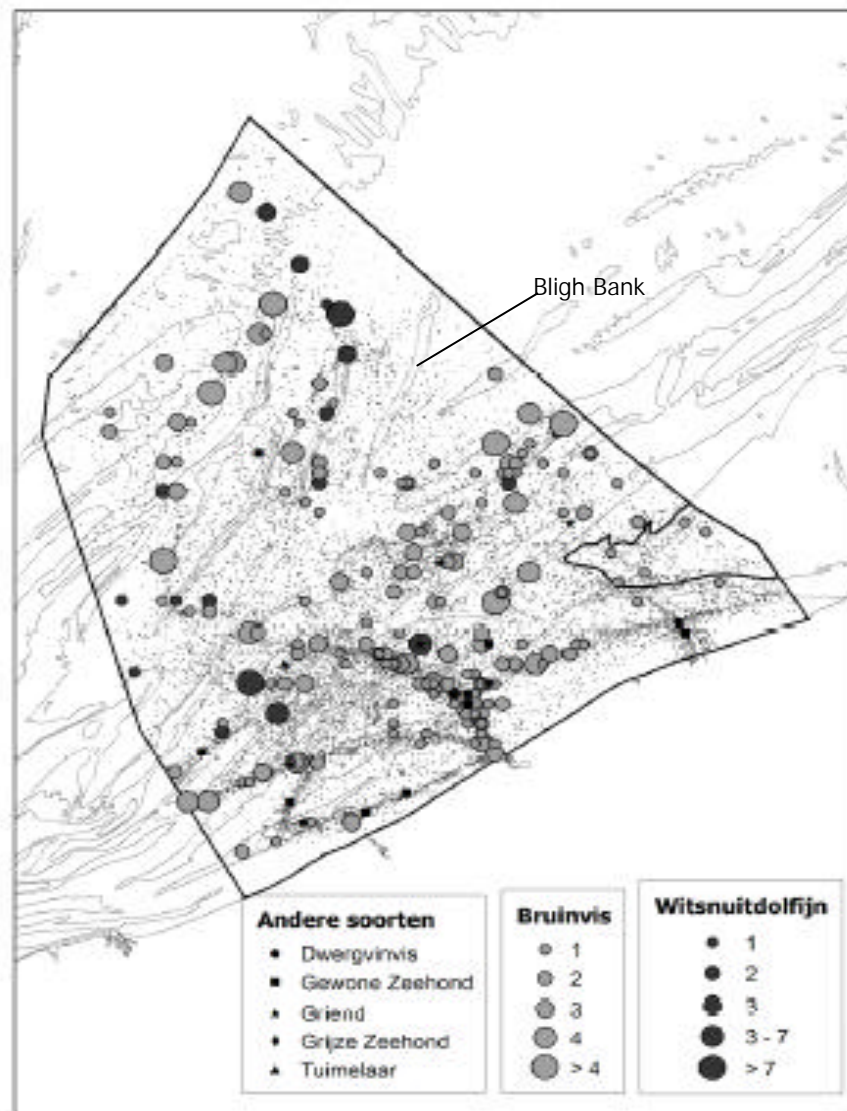 Bligh Bank
Andere soorten
Dwergvinvis
Gewone Zeehond
Griend
Grijze Zeehond
Tuimelaar
Bruinvis
1
2
3
4
> 4
Witsnuitdolfijn
1
2
3
3 - 7
> 7